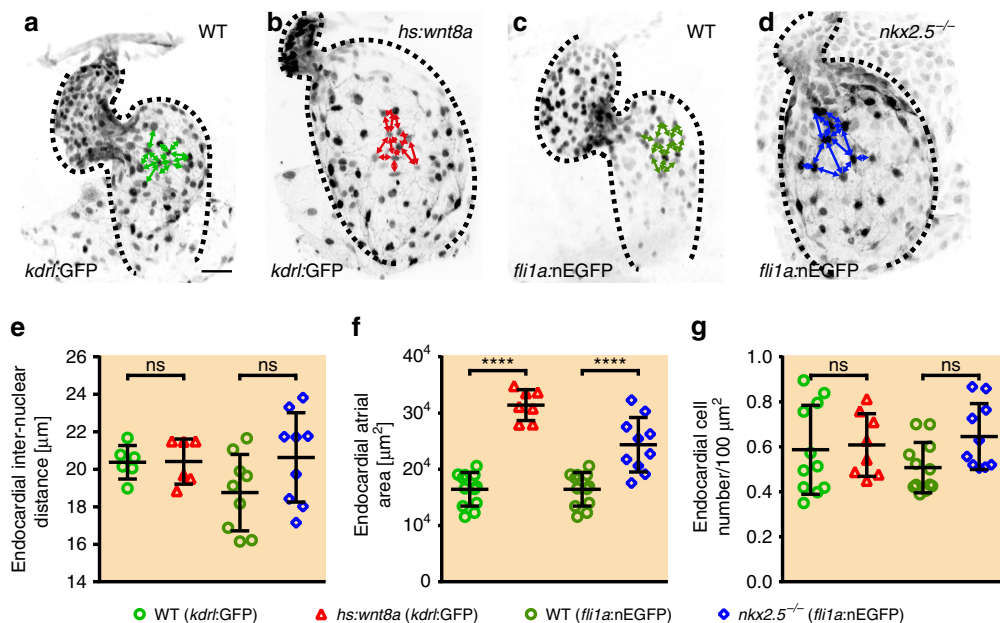 a WT
b hs:wnt8a
c WT
d nkx2.5⁻/⁻
kdrl:GFP
kdrl:GFP
fli1a:nEGFP
fli1a:nEGFP
e
Endocardial inter-nuclear
distance [µm]
26
24
22
20
18
16
14
ns
ns
f
Endocardial atrial
area [µm²]
40⁴
30⁴
20⁴
10⁴
0
****
****
g
Endocardial cell
number/100 µm²
1.0
0.8
0.6
0.4
0.2
0.0
ns
ns
WT (kdrl:GFP) hs:wnt8a (kdrl:GFP) WT (fli1a:nEGFP) nkx2.5⁻/⁻ (fli1a:nEGFP)